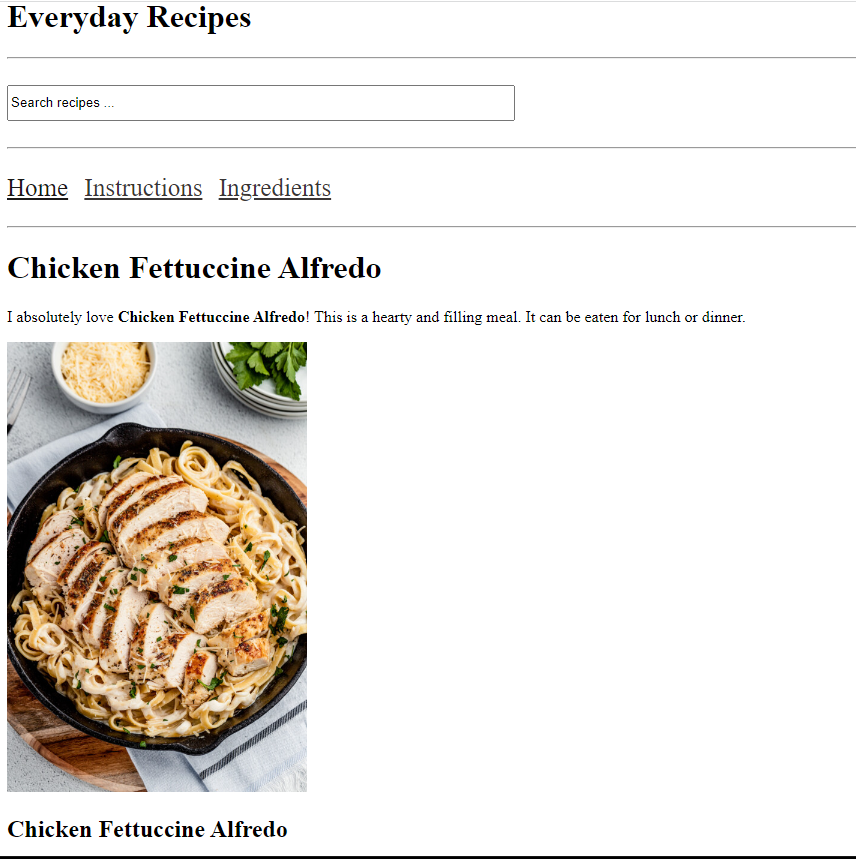 Everyday Recipes
Search recipes ...
Home Instructions Ingredients
Chicken Fettuccine Alfredo
I absolutely love Chicken Fettuccine Alfredo! This is a hearty and filling meal. It can be eaten for lunch or dinner.
Chicken Fettuccine Alfredo